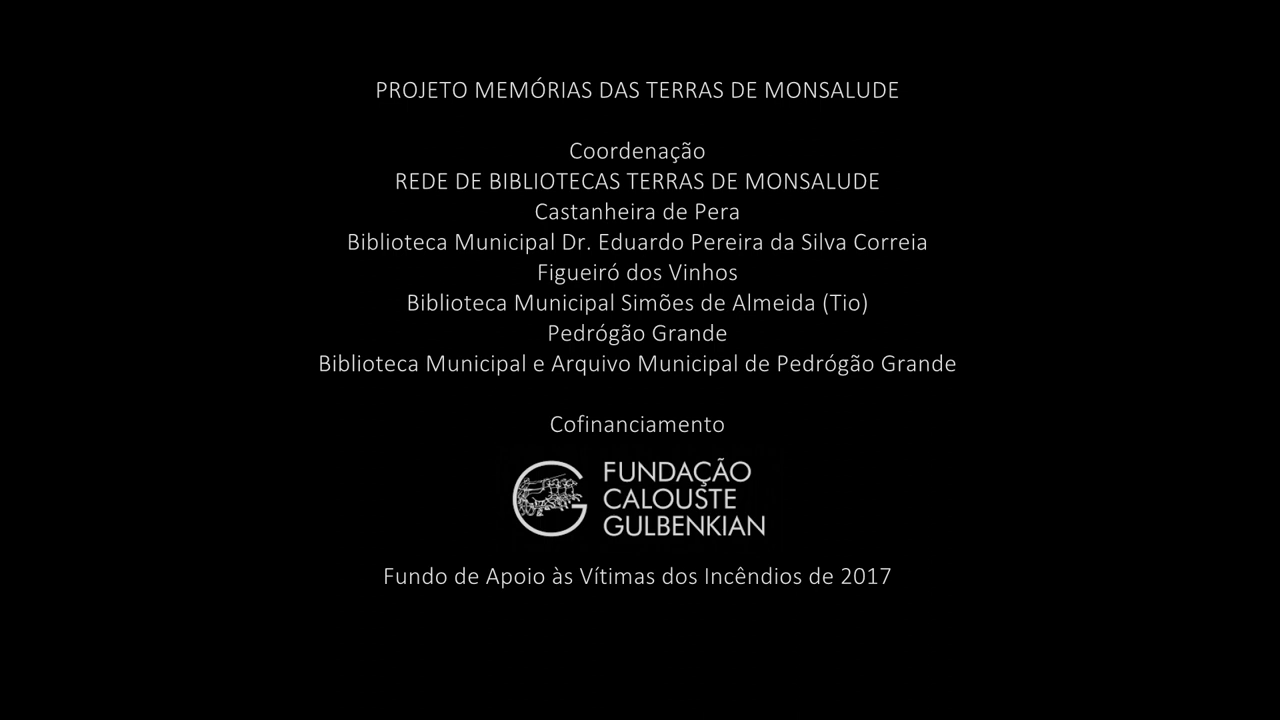 PROJETO MEMÓRIAS DAS TERRAS DE MONSALUDE
Coordenação
REDE DE BIBLIOTECAS TERRAS DE MONSALUDE
Castanheira de Pera
Biblioteca Municipal Dr. Eduardo Pereira da Silva Correia
Figueiró dos Vinhos
Biblioteca Municipal Simões de Almeida (Tio)
Pedrógão Grande
Biblioteca Municipal e Arquivo Municipal de Pedrógão Grande
Cofinanciamento
FUNDAÇÃO
CALOUSTE
GULBENKIAN
Fundo de Apoio às Vítimas dos Incêndios de 2017